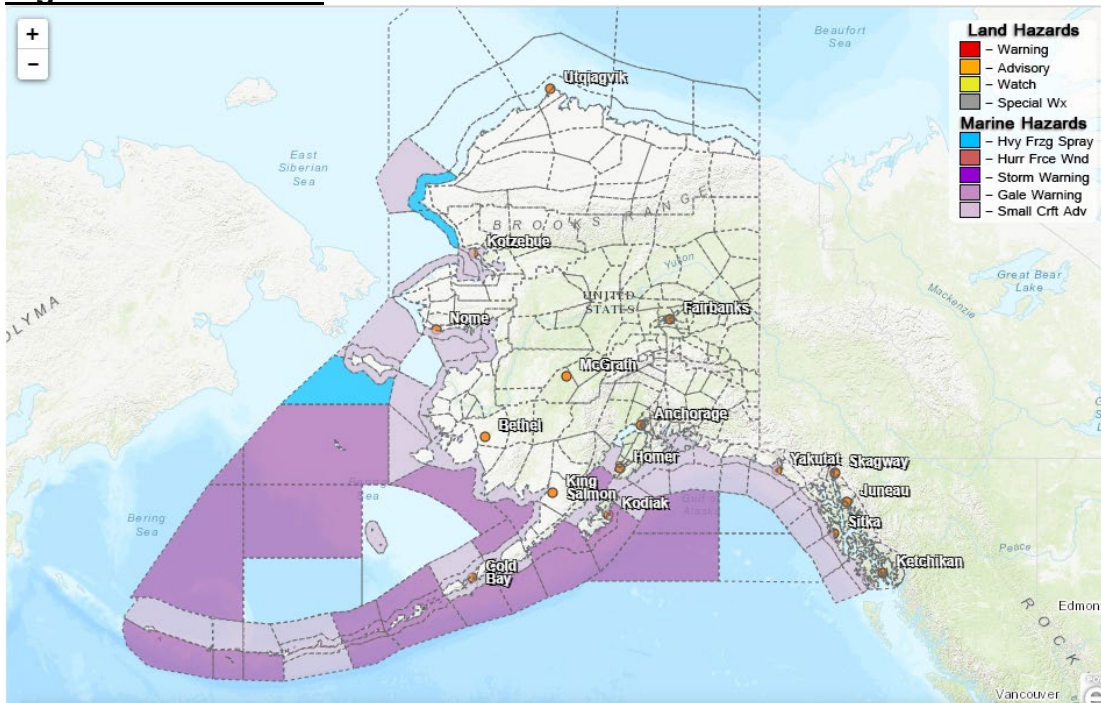 +
−
Beaufort
Sea
Land Hazards
– Warning
– Advisory
– Watch
– Special Wx
Marine Hazards
– Hvy Frzg Spray
– Hurr Frce Wnd
– Storm Warning
– Gale Warning
– Small Crft Adv
Utqiagvik
East
Siberian
Sea
BROOKS RANGE
Kotzebue
Yukon
Great Bear
Lake
Mackenzie
UNITED
STATES
Fairbanks
OLYMA
Nome
McGrath
Anchorage
Bethel
Homer
Yakutat
Skagway
King
Salmon
Kodiak
Juneau
Bering
Sea
Sitka
Peace
Cold
Bay
Ketchikan
Edmon
ROCK
Vancouver